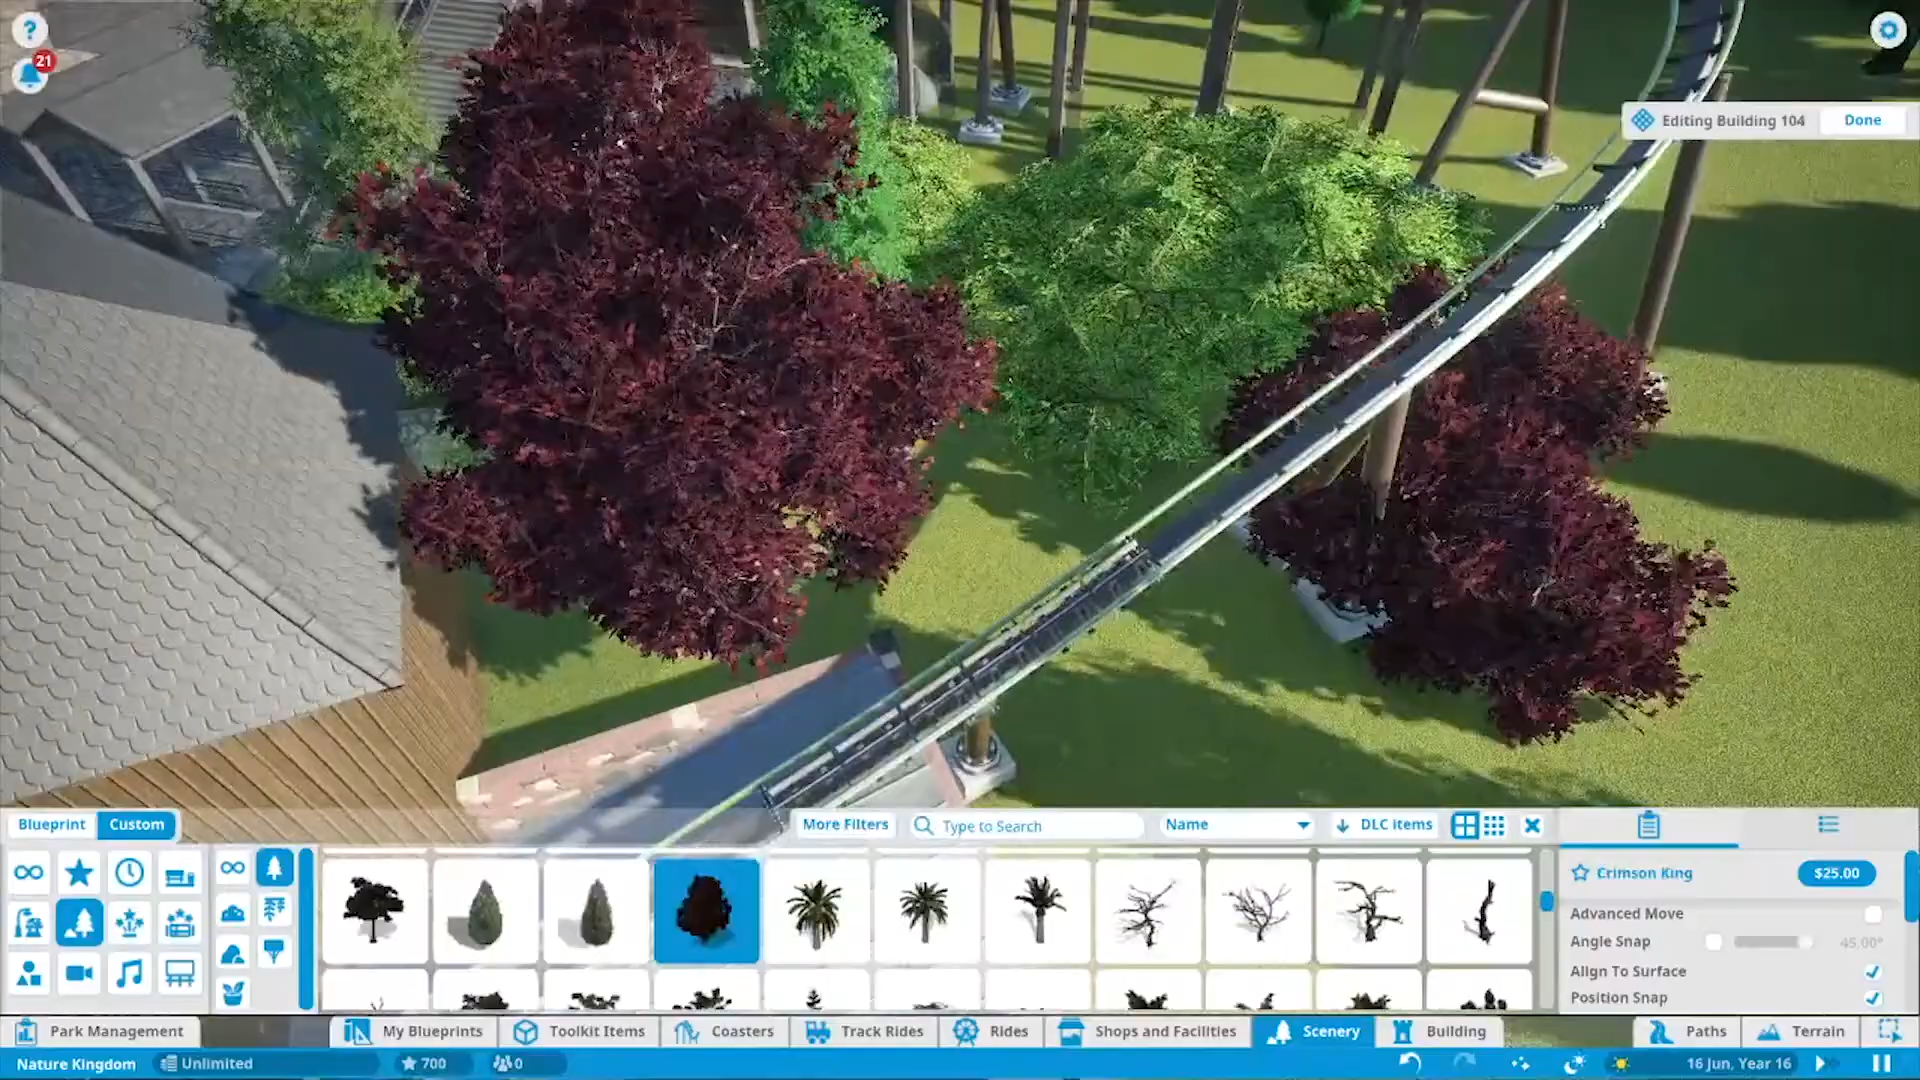 ?
21
Editing Building 104
Done
Blueprint
Custom
More Filters
Type to Search
Name
DLC items
Crimson King
$25.00
Advanced Move
Angle Snap
45.00°
Align To Surface
Position Snap
Park Management
My Blueprints
Toolkit Items
Coasters
Track Rides
Rides
Shops and Facilities
Scenery
Building
Paths
Terrain
Nature Kingdom
Unlimited
700
0
16 Jun, Year 16